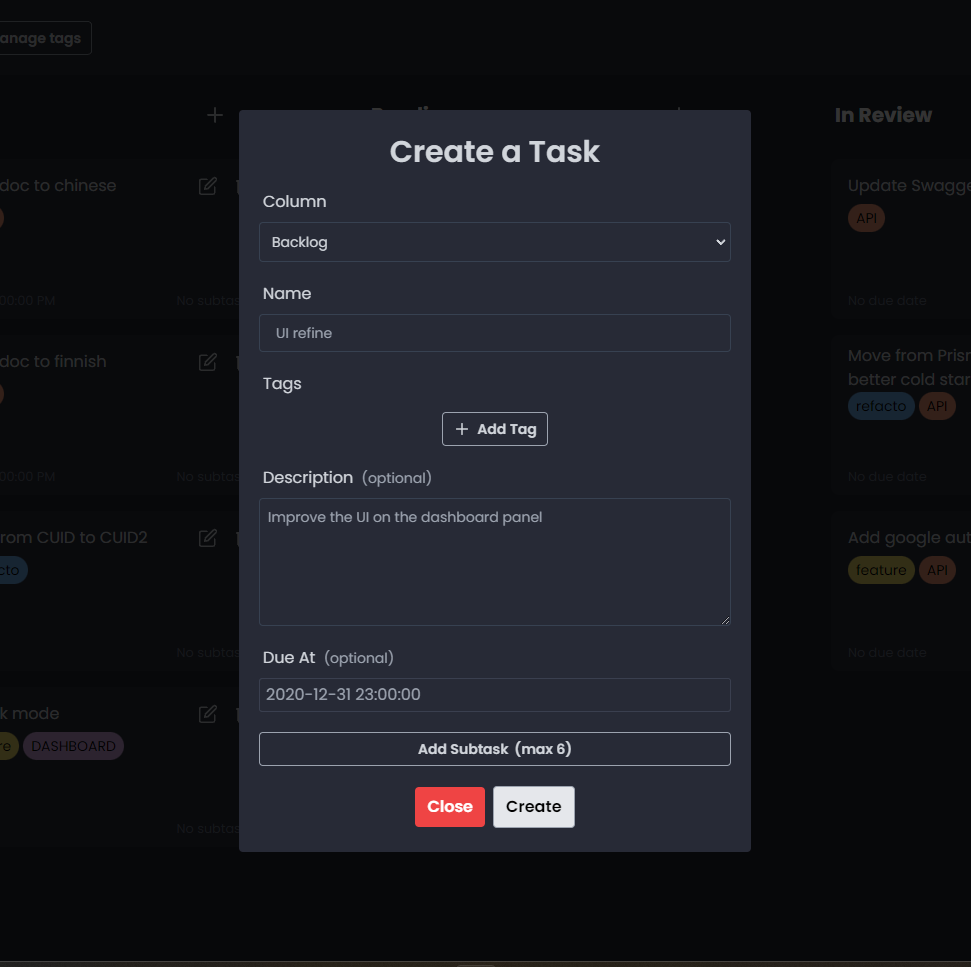 anage tags
In Review
Create a Task
Column
Backlog
Name
UI refine
Tags
Add Tag
Description (optional)
Improve the UI on the dashboard panel
Due At (optional)
2020-12-31 23:00:00
Add Subtask (max 6)
Close Create
doc to chinese
00:00 PM No subtas
doc to finnish
00:00 PM No subtas
rom CUID to CUID2
cto
No subtas
k mode
re DASHBOARD
No subtas
Update Swagge
API
No due date
Move from Prism
better cold star
refacto API
No due date
Add google aut
feature API
No due date